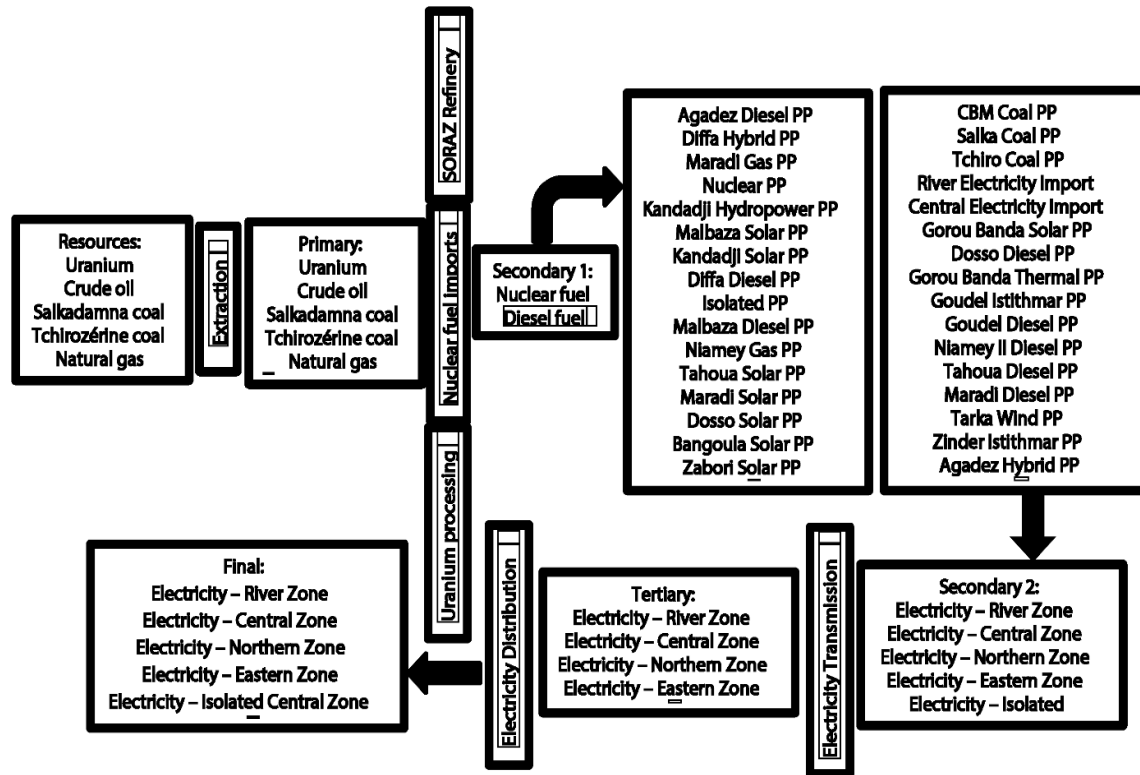 Resources:
Uranium
Crude oil
Salkadamna coal
Tchirozérine coal
Natural gas
Extraction
Primary:
Uranium
Crude oil
Salkadamna coal
Tchirozérine coal
Natural gas
SORAZ Refinery
Nuclear fuel imports
Uranium processing
Secondary 1:
Nuclear fuel
Diesel fuel
Agadez Diesel PP
Diffa Hybrid PP
Maradi Gas PP
Nuclear PP
Kandadji Hydropower PP
Malbaza Solar PP
Kandadji Solar PP
Diffa Diesel PP
Isolated PP
Malbaza Diesel PP
Niamey Gas PP
Tahoua Solar PP
Maradi Solar PP
Dosso Solar PP
Bangoula Solar PP
Zabori Solar PP
CBM Coal PP
Salka Coal PP
Tchiro Coal PP
River Electricity Import
Central Electricity Import
Gorou Banda Solar PP
Dosso Diesel PP
Gorou Banda Thermal PP
Goudel Istithmar PP
Goudel Diesel PP
Niamey II Diesel PP
Tahoua Diesel PP
Maradi Diesel PP
Tarka Wind PP
Zinder Istithmar PP
Agadez Hybrid PP
Secondary 2:
Electricity – River Zone
Electricity – Central Zone
Electricity – Northern Zone
Electricity – Eastern Zone
Electricity – Isolated
Electricity Transmission
Tertiary:
Electricity – River Zone
Electricity – Central Zone
Electricity – Northern Zone
Electricity – Eastern Zone
Electricity Distribution
Final:
Electricity – River Zone
Electricity – Central Zone
Electricity – Northern Zone
Electricity – Eastern Zone
Electricity – Isolated Central Zone